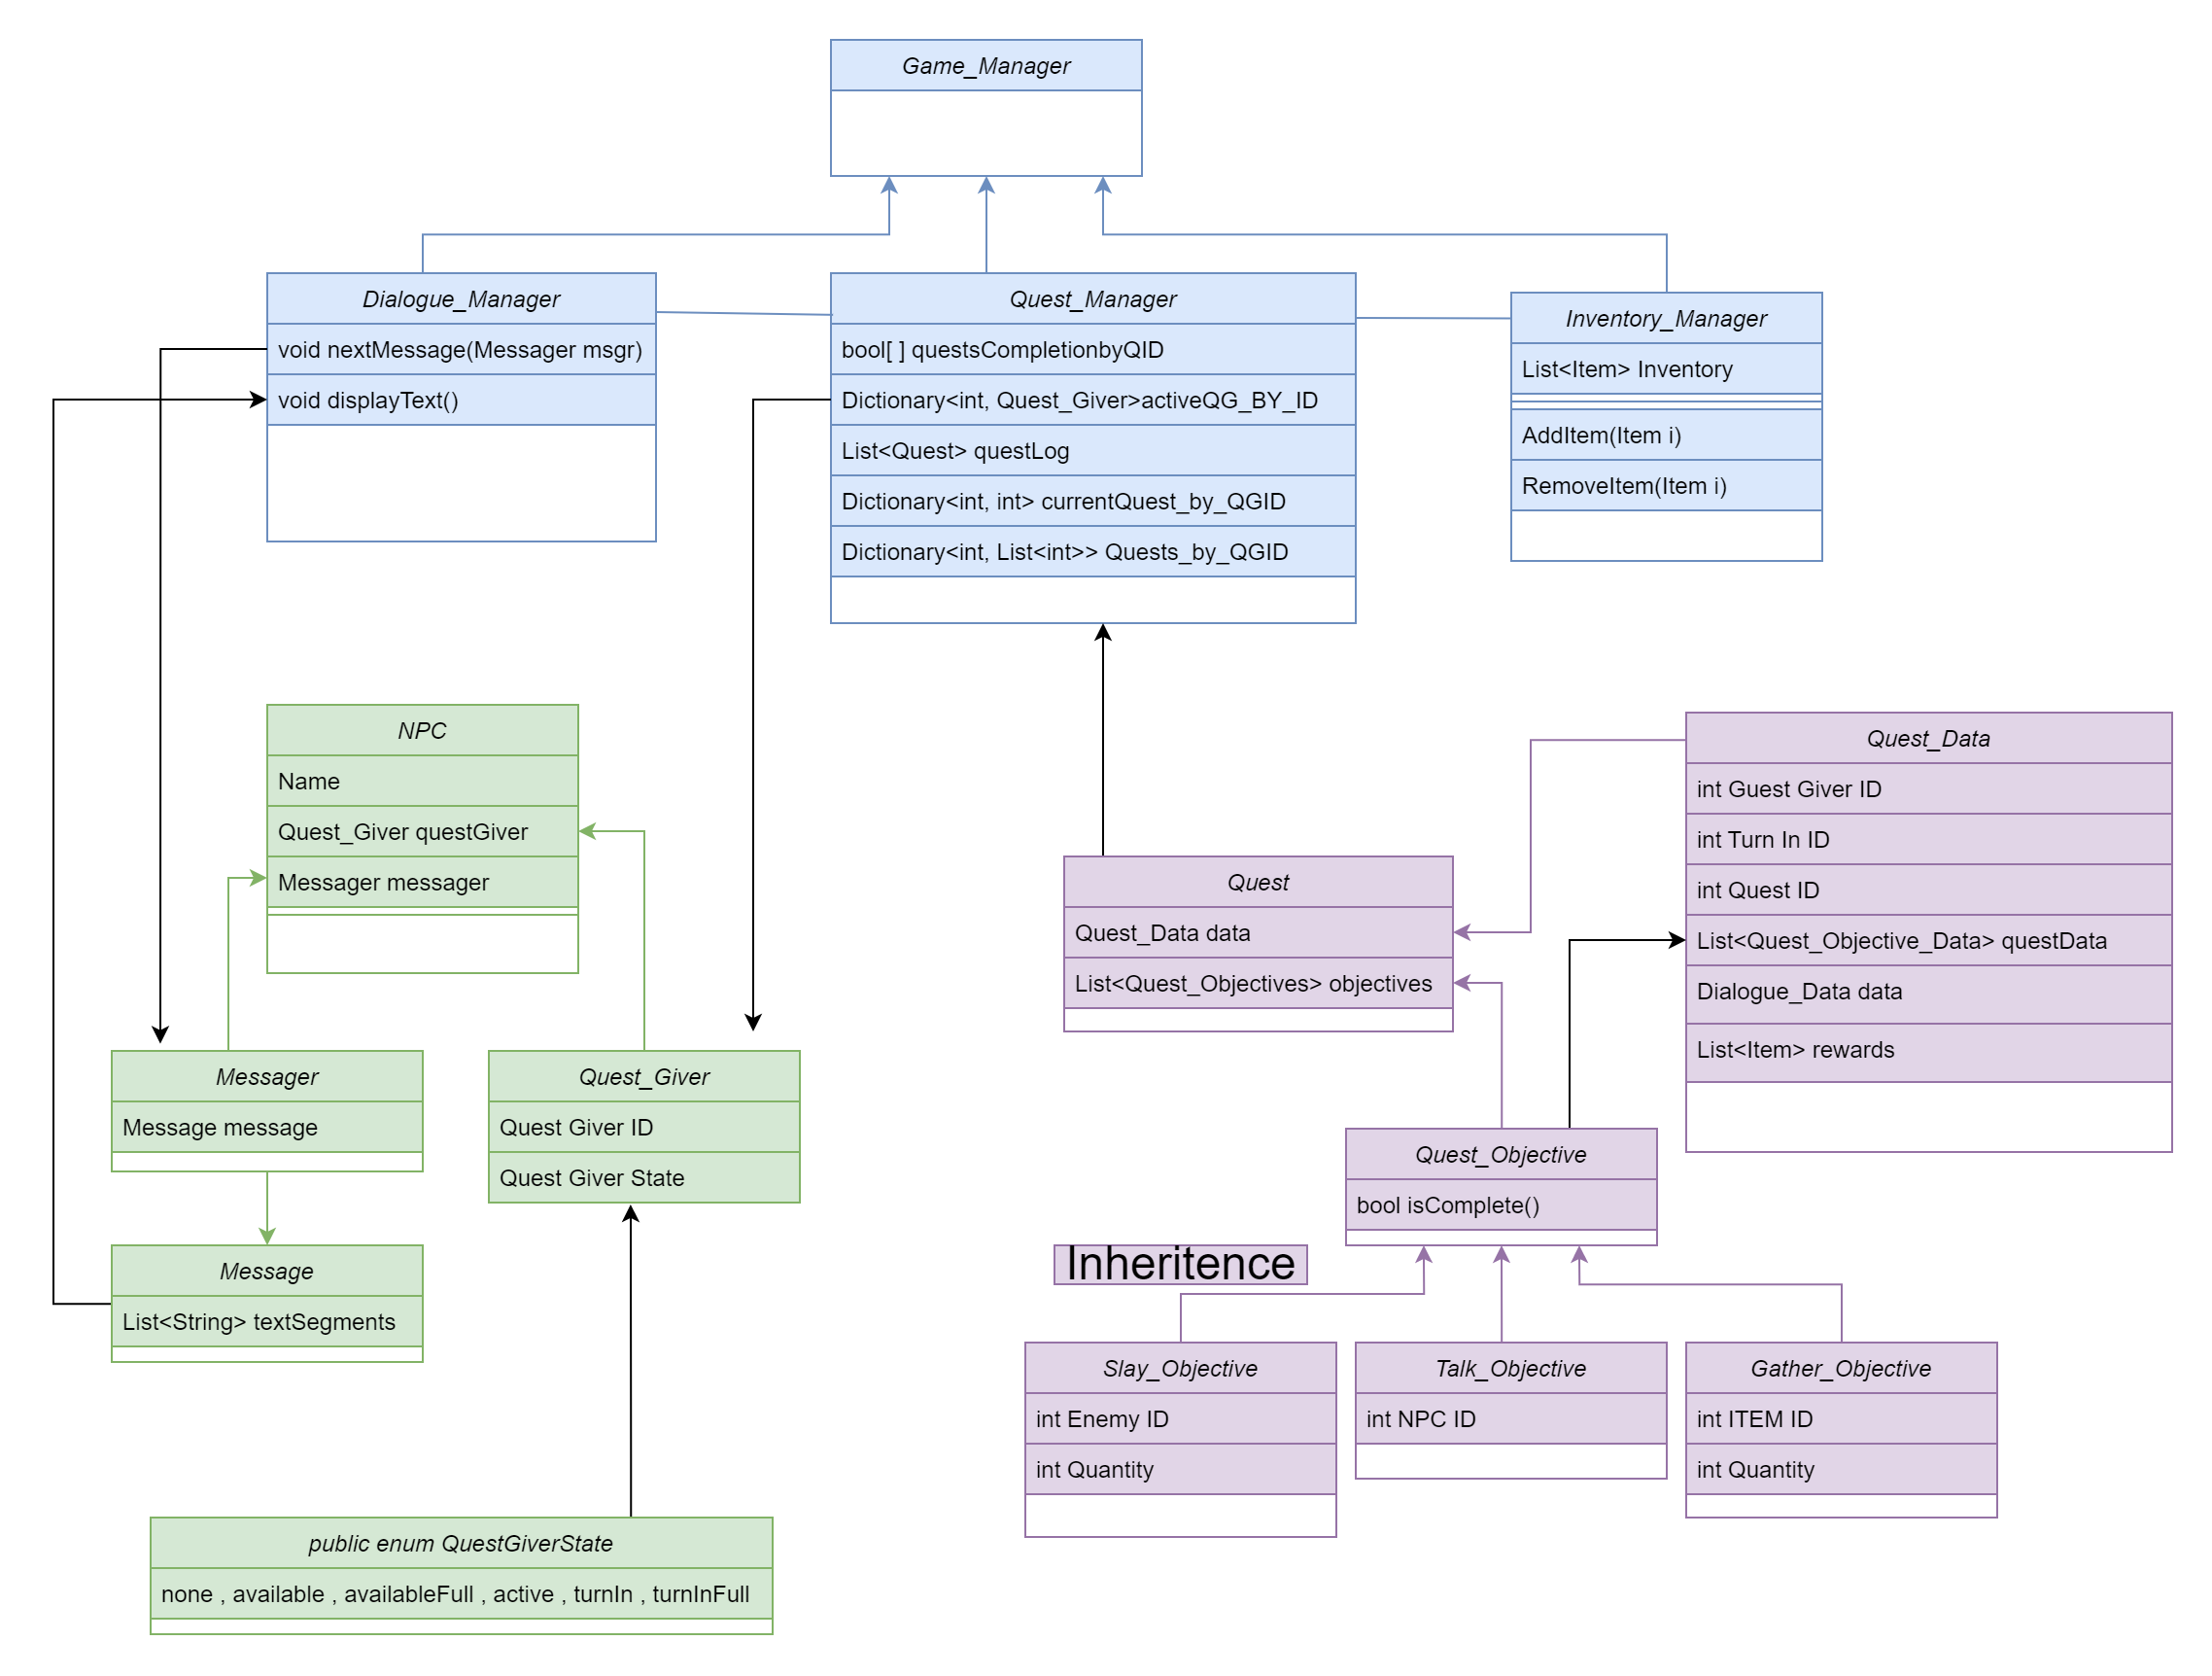 Game_Manager
Dialogue_Manager
void nextMessage(Messager msgr)
void displayText()
Quest_Manager
bool[ ] questsCompletionbyQID
Dictionary<int, Quest_Giver>activeQG_BY_ID
List<Quest> questLog
Dictionary<int, int> currentQuest_by_QGID
Dictionary<int, List<int>> Quests_by_QGID
Inventory_Manager
List<Item> Inventory
AddItem(Item i)
RemoveItem(Item i)
NPC
Name
Quest_Giver questGiver
Messager messager
Messager
Message message
Quest_Giver
Quest Giver ID
Quest Giver State
Message
List<String> textSegments
public enum QuestGiverState
none , available , availableFull , active , turnIn , turnInFull
Quest
Quest_Data data
List<Quest_Objectives> objectives
Quest_Data
int Guest Giver ID
int Turn In ID
int Quest ID
List<Quest_Objective_Data> questData
Dialogue_Data data
List<Item> rewards
Quest_Objective
bool isComplete()
Inheritence
Slay_Objective
int Enemy ID
int Quantity
Talk_Objective
int NPC ID
Gather_Objective
int ITEM ID
int Quantity